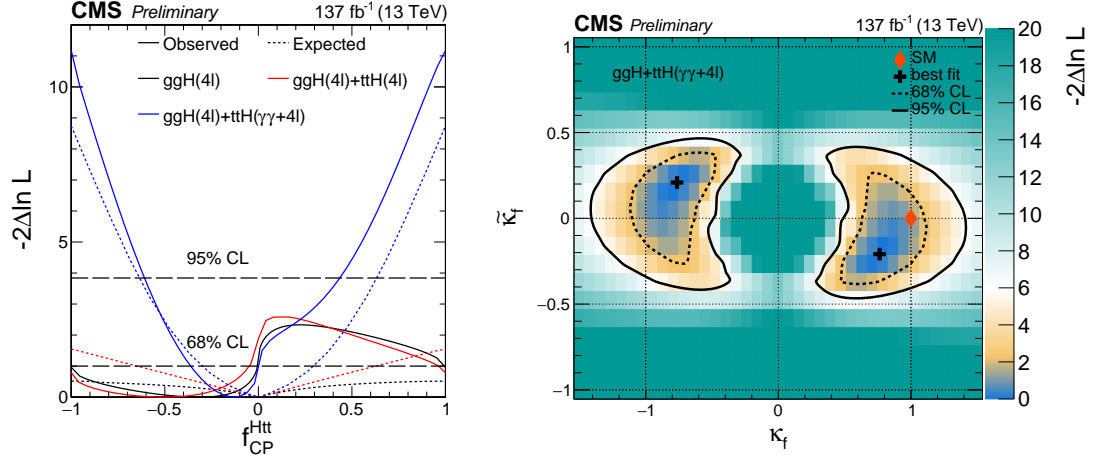 CMS Preliminary 137 fb⁻¹ (13 TeV)
Observed Expected
ggH(4l) ggH(4l)+ttH(4l)
ggH(4l)+ttH(γγ+4l)
95% CL
68% CL
-2Δln L
0
5
10
−1 −0.5 0 0.5 1
f_CP^Htt
CMS Preliminary 137 fb⁻¹ (13 TeV)
ggH+ttH(γγ+4l)
SM
best fit
68% CL
95% CL
κ̃_f
1
0.5
0
−0.5
−1
−1 0 1
κ_f
20
18
16
14
12
10
8
6
4
2
0
-2Δln L